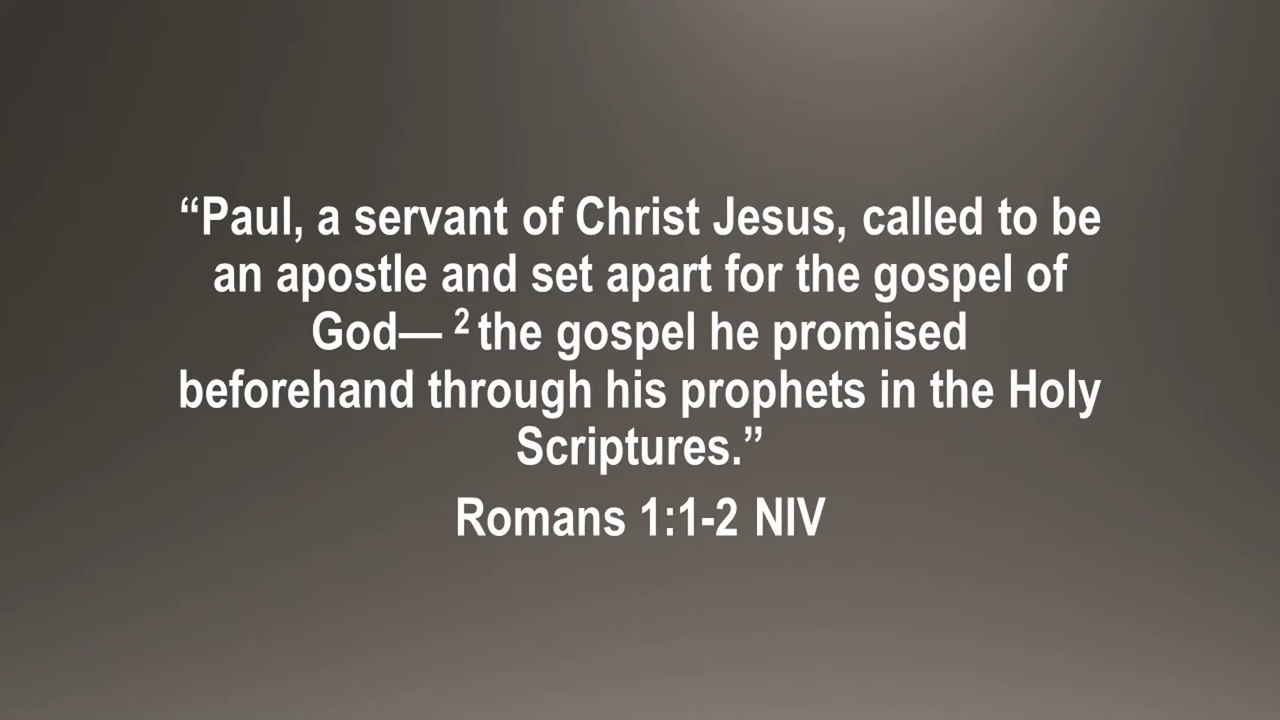 “Paul, a servant of Christ Jesus, called to be
an apostle and set apart for the gospel of
God— ² the gospel he promised
beforehand through his prophets in the Holy
Scriptures.”
Romans 1:1-2 NIV